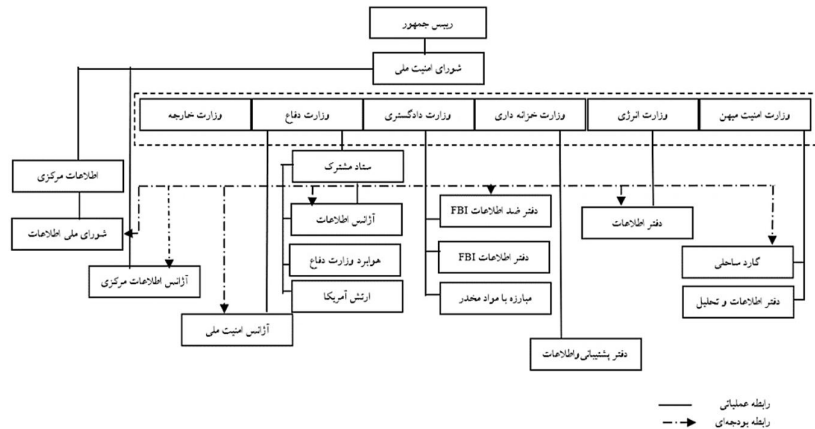 رییس جمهور
شورای امنیت ملی
وزارت امنیت میهن
وزارت انرژی
وزارت خزانه داری
وزارت دادگستری
وزارت دفاع
وزارت خارجه
ستاد مشترک
اطلاعات مرکزی
دفتر ضد اطلاعات FBI
آژانس اطلاعات
دفتر اطلاعات
شورای ملی اطلاعات
گارد ساحلی
دفتر اطلاعات FBI
هوابرد وزارت دفاع
آژانس اطلاعات مرکزی
دفتر اطلاعات و تحلیل
مبارزه با مواد مخدر
ارتش آمریکا
آژانس امنیت ملی
دفتر پشتیبانی واطلاعات
رابطه عملیاتی
رابطه بودجه‌ای